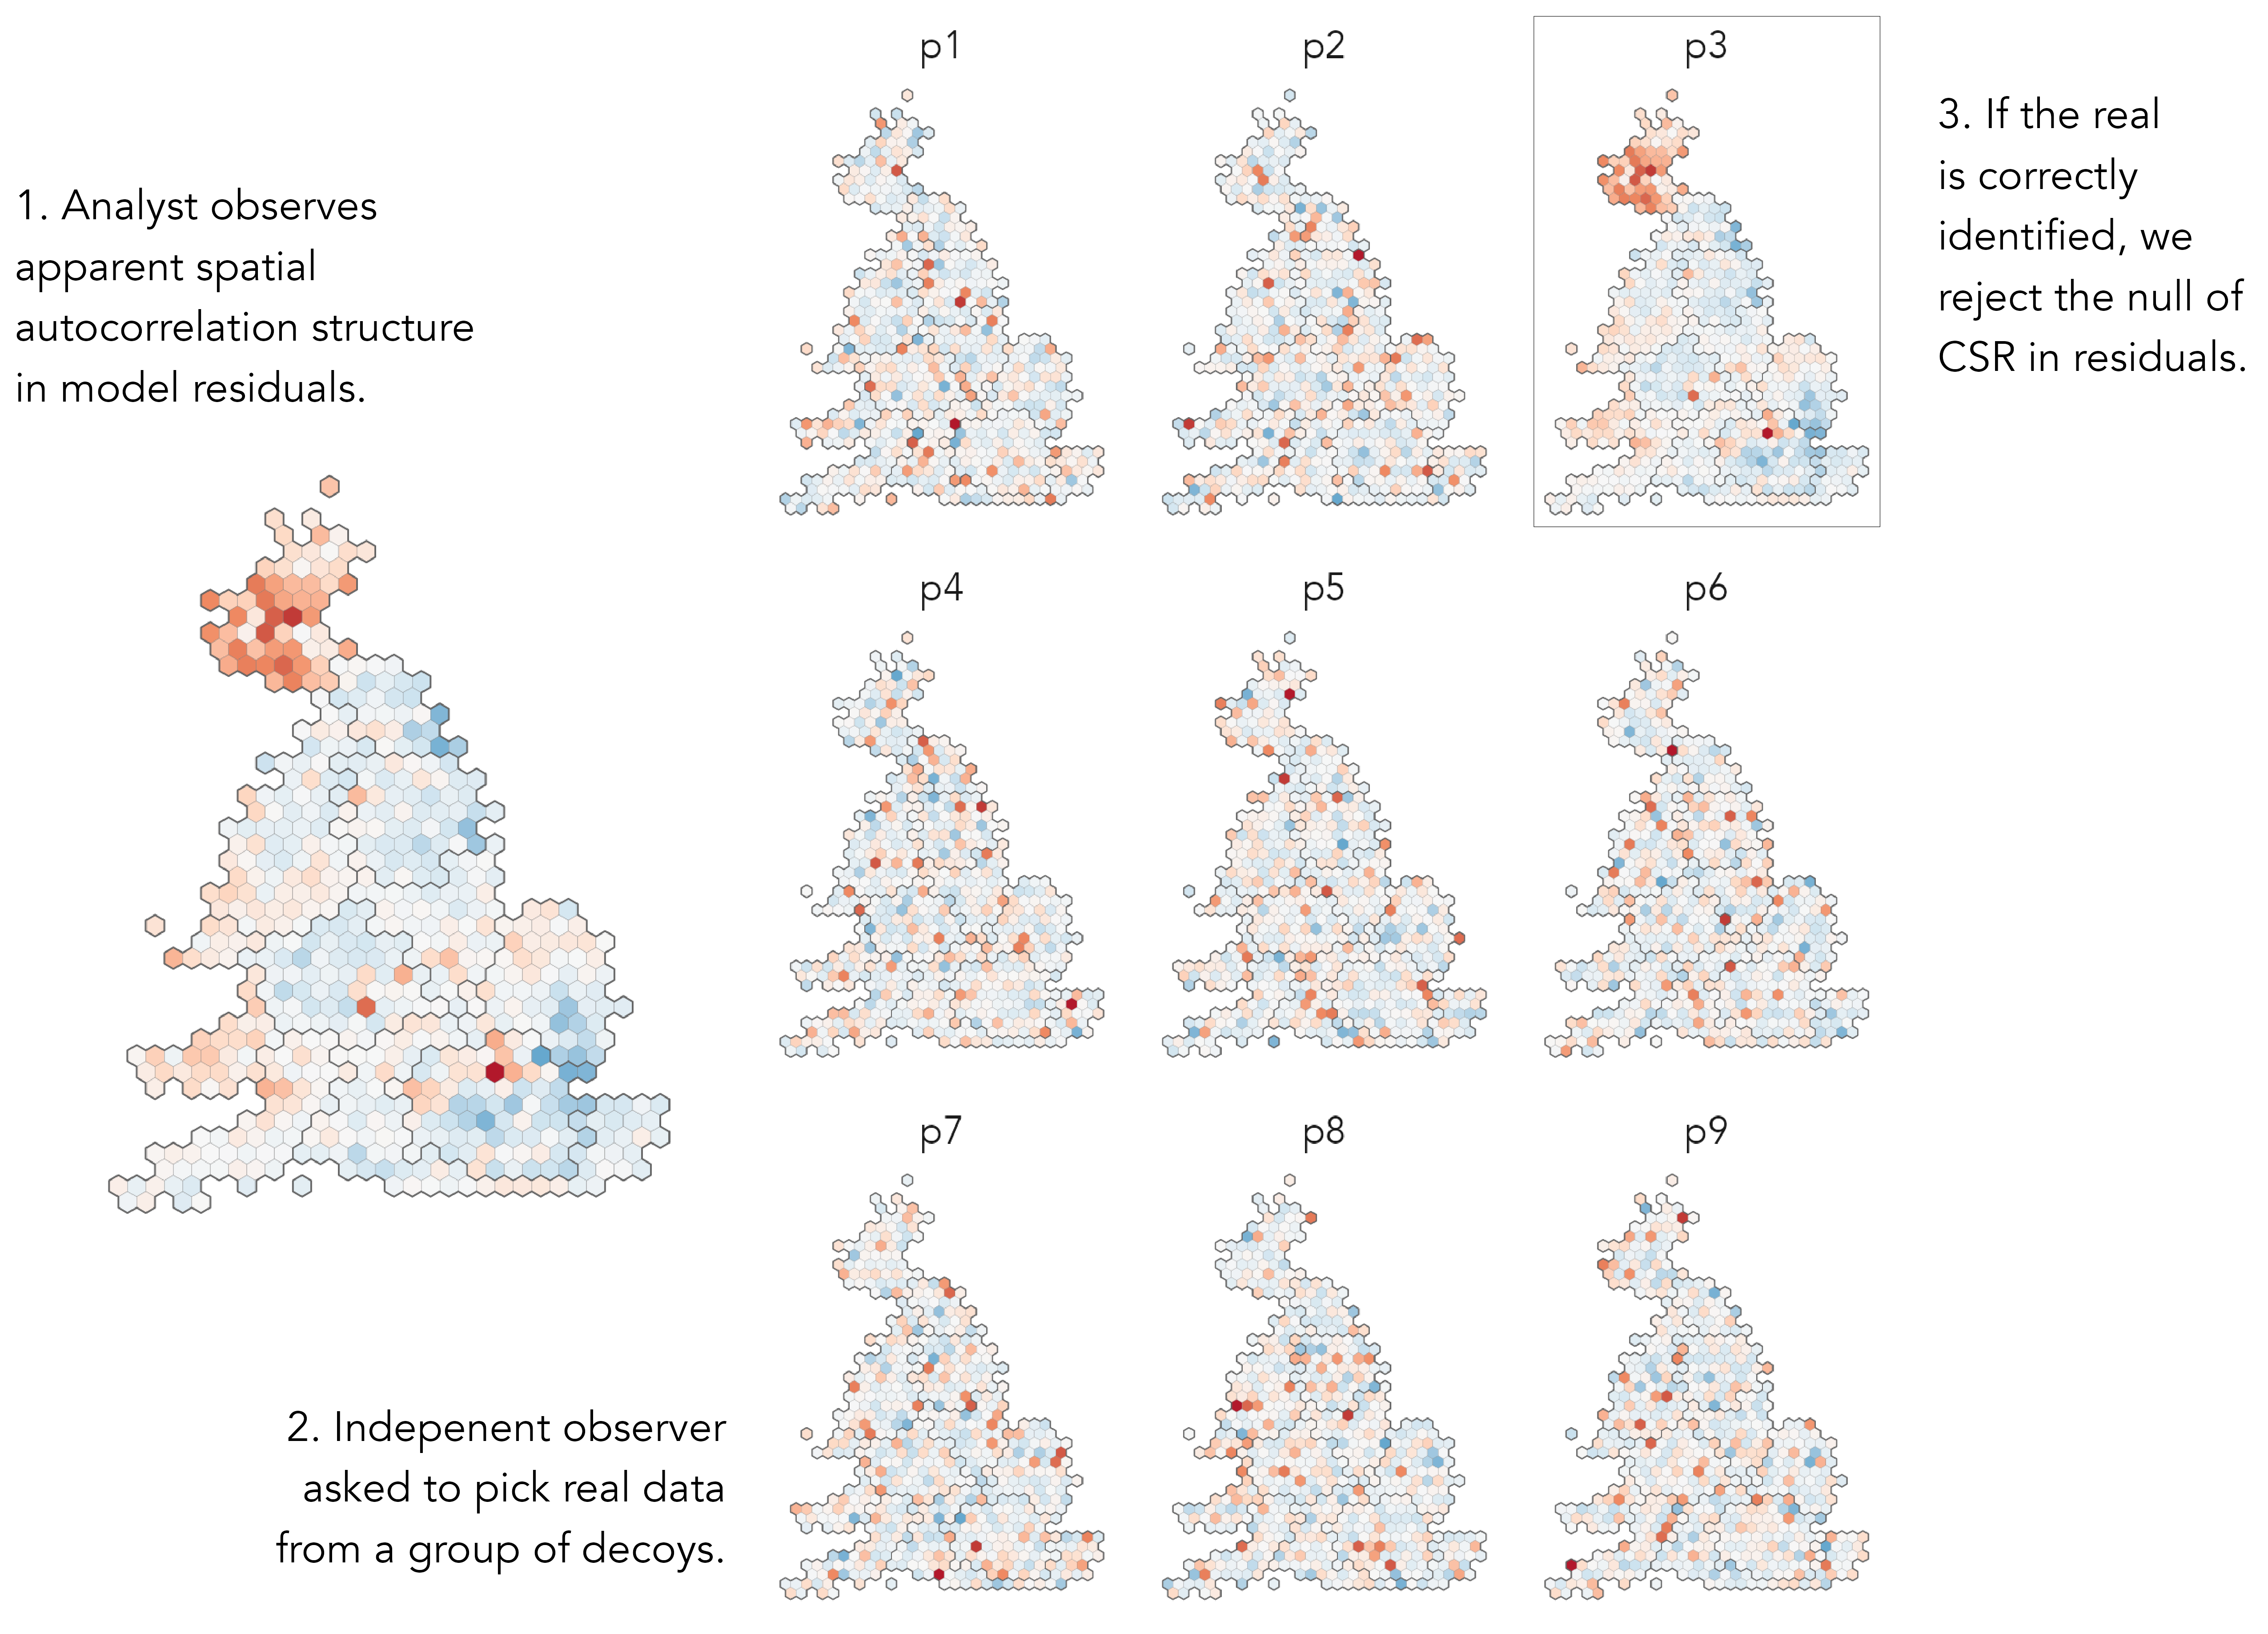 1. Analyst observes
apparent spatial
autocorrelation structure
in model residuals.
2. Indepenent observer
asked to pick real data
from a group of decoys.
p1
p2
p3
p4
p5
p6
p7
p8
p9
3. If the real
is correctly
identified, we
reject the null of
CSR in residuals.